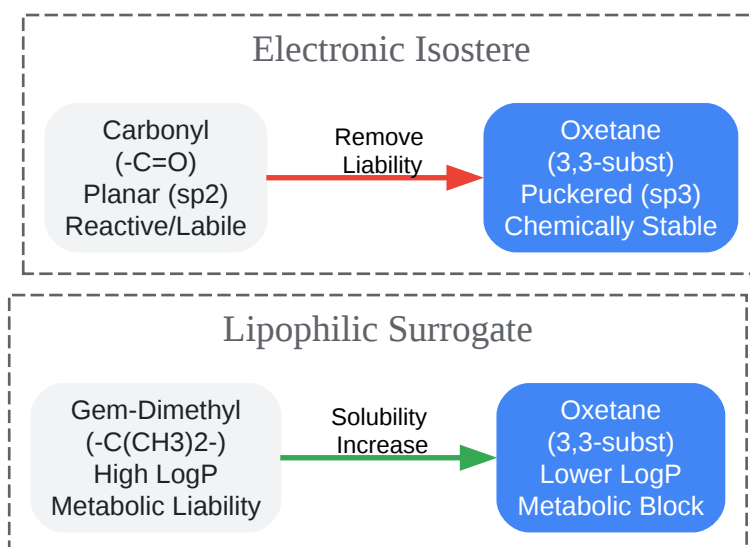 Electronic Isostere
Carbonyl
(-C=O)
Planar (sp2)
Reactive/Labile
Remove
Liability
Oxetane
(3,3-subst)
Puckered (sp3)
Chemically Stable
Lipophilic Surrogate
Gem-Dimethyl
(-C(CH3)2-)
High LogP
Metabolic Liability
Solubility
Increase
Oxetane
(3,3-subst)
Lower LogP
Metabolic Block